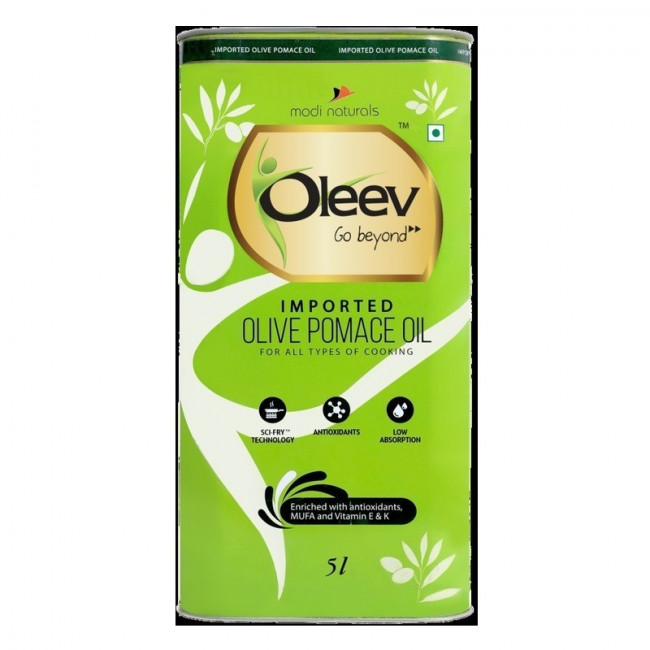 IMPORTED OLIVE POMACE OIL IMPORTED OLIVE POMACE OIL
modi naturals
TM
Oleev
Go beyond
IMPORTED
OLIVE POMACE OIL
FOR ALL TYPES OF COOKING
SCI-FRY™
TECHNOLOGY
ANTIOXIDANTS
LOW
ABSORPTION
Enriched with antioxidants,
MUFA and Vitamin E & K
5l